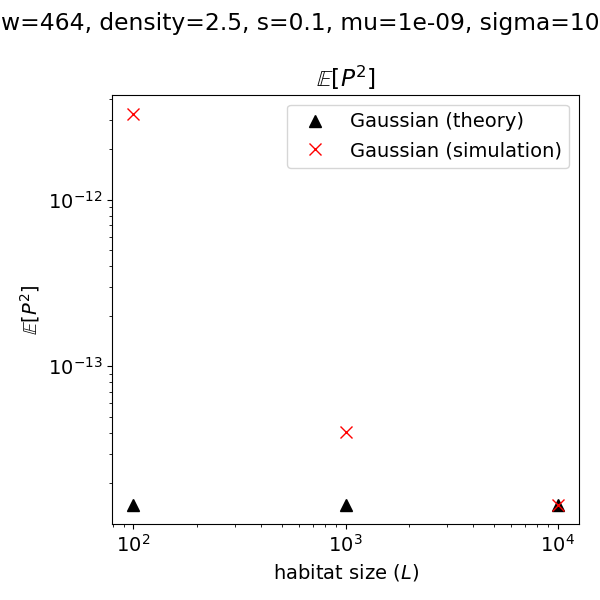 w=464, density=2.5, s=0.1, mu=1e-09, sigma=10
𝔼[P²]
Gaussian (theory)
Gaussian (simulation)
10⁻¹²
10⁻¹³
𝔼[P²]
10² 10³ 10⁴
habitat size (L)